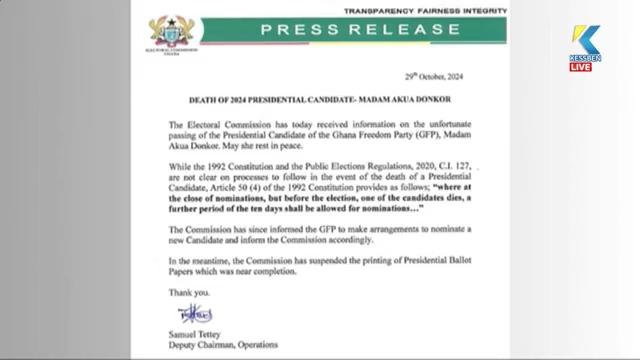 TRANSPARENCY FAIRNESS INTEGRITY
ELECTORAL COMMISSION
GHANA
PRESS RELEASE
KESSBEN
LIVE
29th October, 2024
DEATH OF 2024 PRESIDENTIAL CANDIDATE- MADAM AKUA DONKOR
The Electoral Commission has today received information on the unfortunate
passing of the Presidential Candidate of the Ghana Freedom Party (GFP), Madam
Akua Donkor. May she rest in peace.
While the 1992 Constitution and the Public Elections Regulations, 2020, C.I. 127,
are not clear on processes to follow in the event of the death of a Presidential
Candidate, Article 50 (4) of the 1992 Constitution provides as follows; “where at
the close of nominations, but before the election, one of the candidates dies, a
further period of the ten days shall be allowed for nominations…”
The Commission has since informed the GFP to make arrangements to nominate
a new Candidate and inform the Commission accordingly.
In the meantime, the Commission has suspended the printing of Presidential Ballot
Papers which was near completion.
Thank you.
Samuel Tettey
Deputy Chairman, Operations